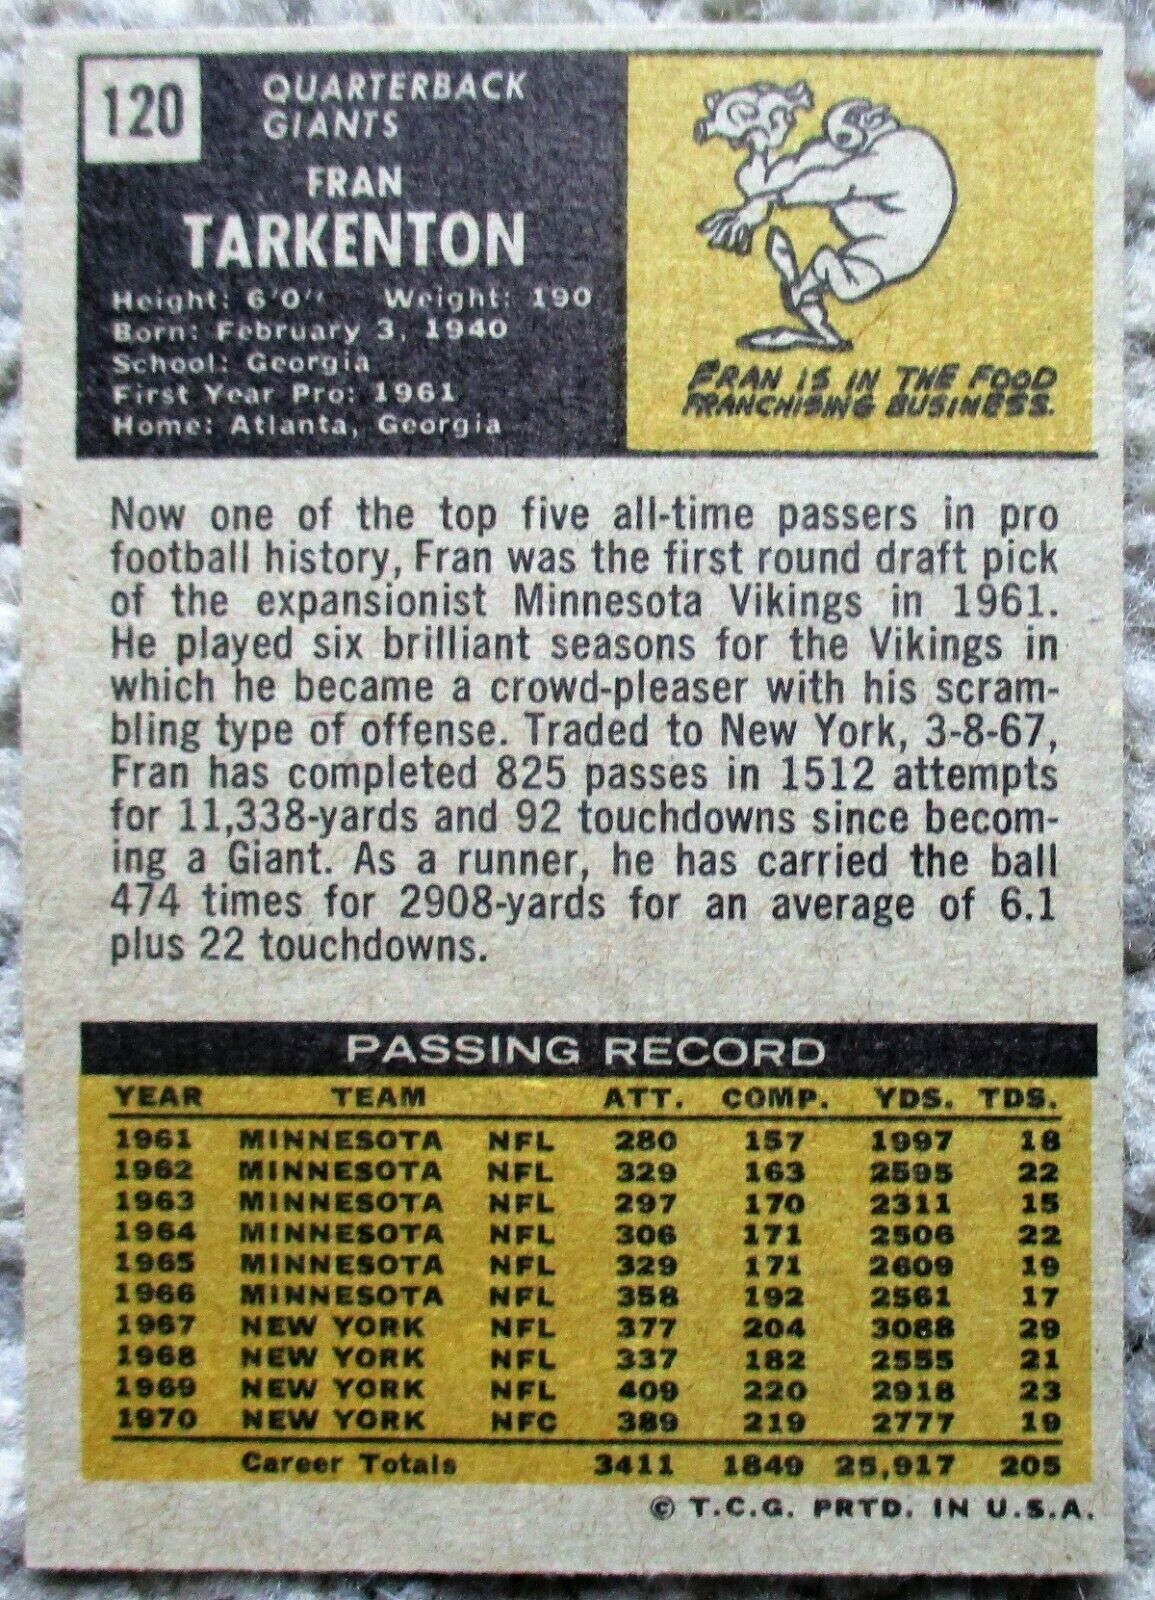 120
QUARTERBACK
GIANTS
FRAN
TARKENTON
Height: 6'0" Weight: 190
Born: February 3, 1940
School: Georgia
First Year Pro: 1961
Home: Atlanta, Georgia
FRAN IS IN THE FOOD
FRANCHISING BUSINESS.
Now one of the top five all-time passers in pro
football history, Fran was the first round draft pick
of the expansionist Minnesota Vikings in 1961.
He played six brilliant seasons for the Vikings in
which he became a crowd-pleaser with his scram-
bling type of offense. Traded to New York, 3-8-67,
Fran has completed 825 passes in 1512 attempts
for 11,338-yards and 92 touchdowns since becom-
ing a Giant. As a runner, he has carried the ball
474 times for 2908-yards for an average of 6.1
plus 22 touchdowns.
PASSING RECORD
YEAR TEAM ATT. COMP. YDS. TDS.
1961 MINNESOTA NFL 280 157 1997 18
1962 MINNESOTA NFL 329 163 2595 22
1963 MINNESOTA NFL 297 170 2311 15
1964 MINNESOTA NFL 306 171 2506 22
1965 MINNESOTA NFL 329 171 2609 19
1966 MINNESOTA NFL 358 192 2561 17
1967 NEW YORK NFL 377 204 3088 29
1968 NEW YORK NFL 337 182 2555 21
1969 NEW YORK NFL 409 220 2918 23
1970 NEW YORK NFC 389 219 2777 19
Career Totals 3411 1849 25,917 205
© T.C.G. PRTD. IN U.S.A.